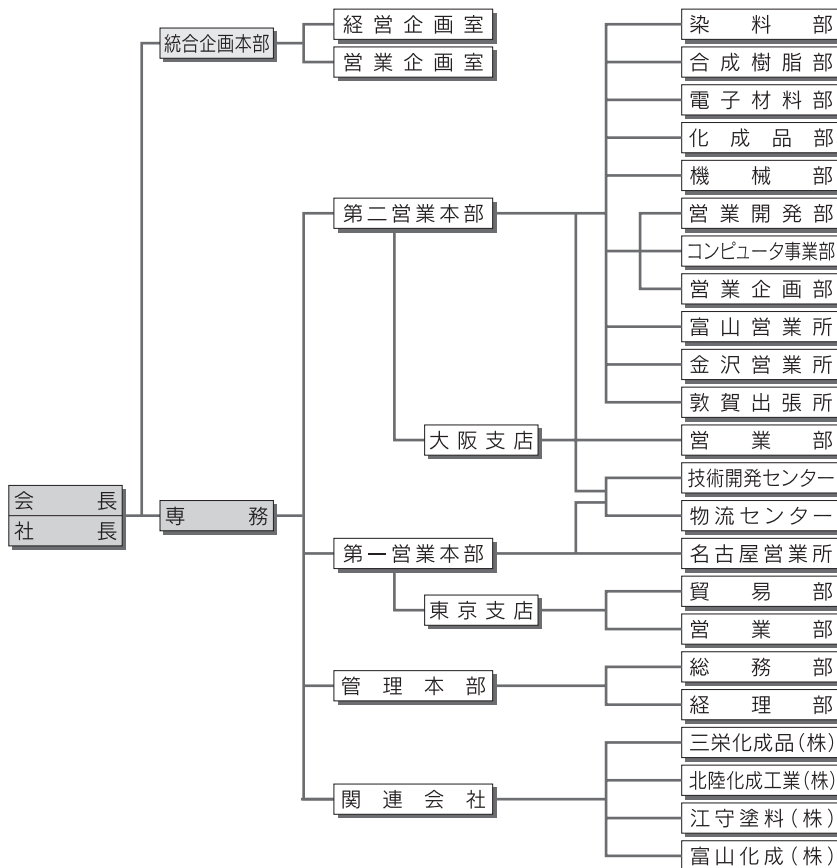 統合企画本部
経営企画室
営業企画室
染料部
合成樹脂部
電子材料部
化成品部
機械部
第二営業本部
営業開発部
コンピュータ事業部
営業企画部
富山営業所
金沢営業所
敦賀出張所
大阪支店
営業部
技術開発センター
会長
社長
専務
物流センター
第一営業本部
名古屋営業所
東京支店
貿易部
営業部
管理本部
総務部
経理部
関連会社
三栄化成品(株)
北陸化成工業(株)
江守塗料(株)
富山化成(株)